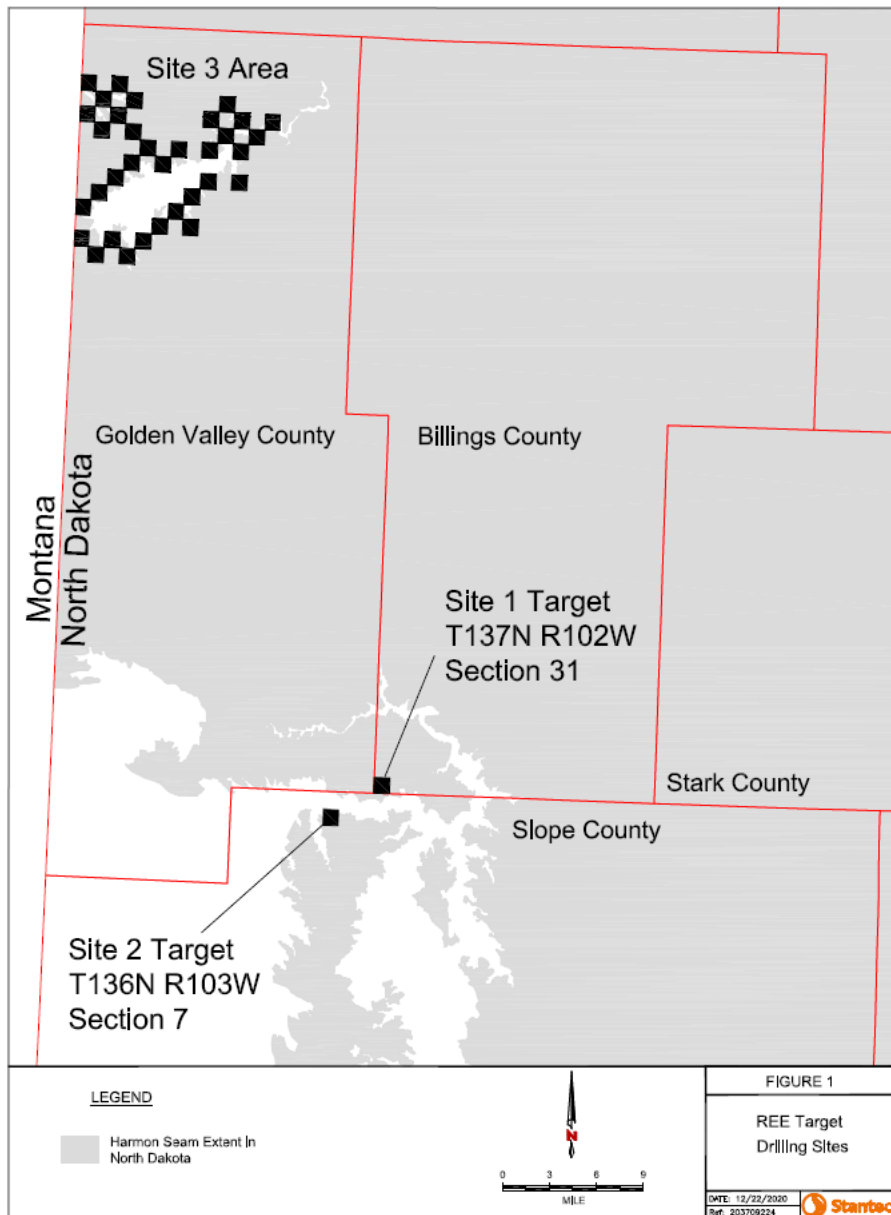 Site 3 Area
Golden Valley County
Billings County
Montana
North Dakota
Site 1 Target
T137N R102W
Section 31
Stark County
Slope County
Site 2 Target
T136N R103W
Section 7
LEGEND
Harmon Seam Extent in
North Dakota
N
0 3 6 9
MILE
FIGURE 1
REE Target
Drilling Sites
DATE: 12/22/2020
Ref: 203709224
Stantec